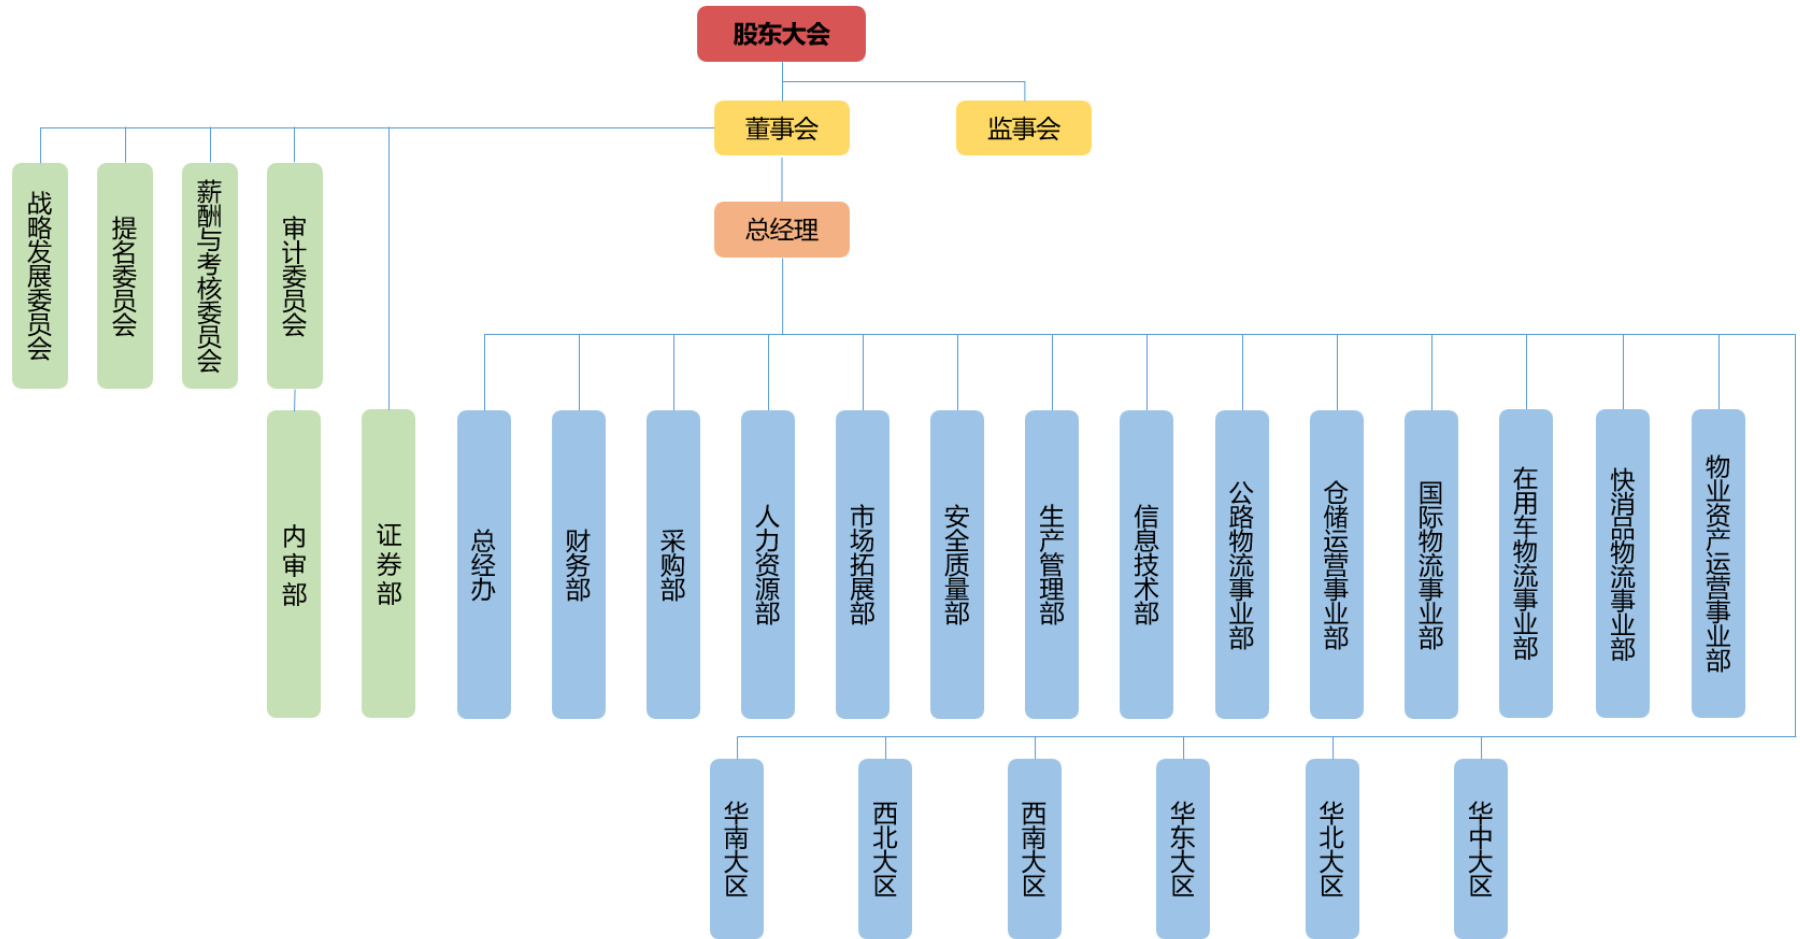 股东大会
董事会
监事会
总经理
战略发展委员会
提名委员会
薪酬与考核委员会
审计委员会
内审部
证券部
总经办
财务部
采购部
人力资源部
市场拓展部
安全质量部
生产管理部
信息技术部
公路物流事业部
仓储运营事业部
国际物流事业部
在用车物流事业部
快消品物流事业部
物业资产运营事业部
华南大区
西北大区
西南大区
华东大区
华北大区
华中大区